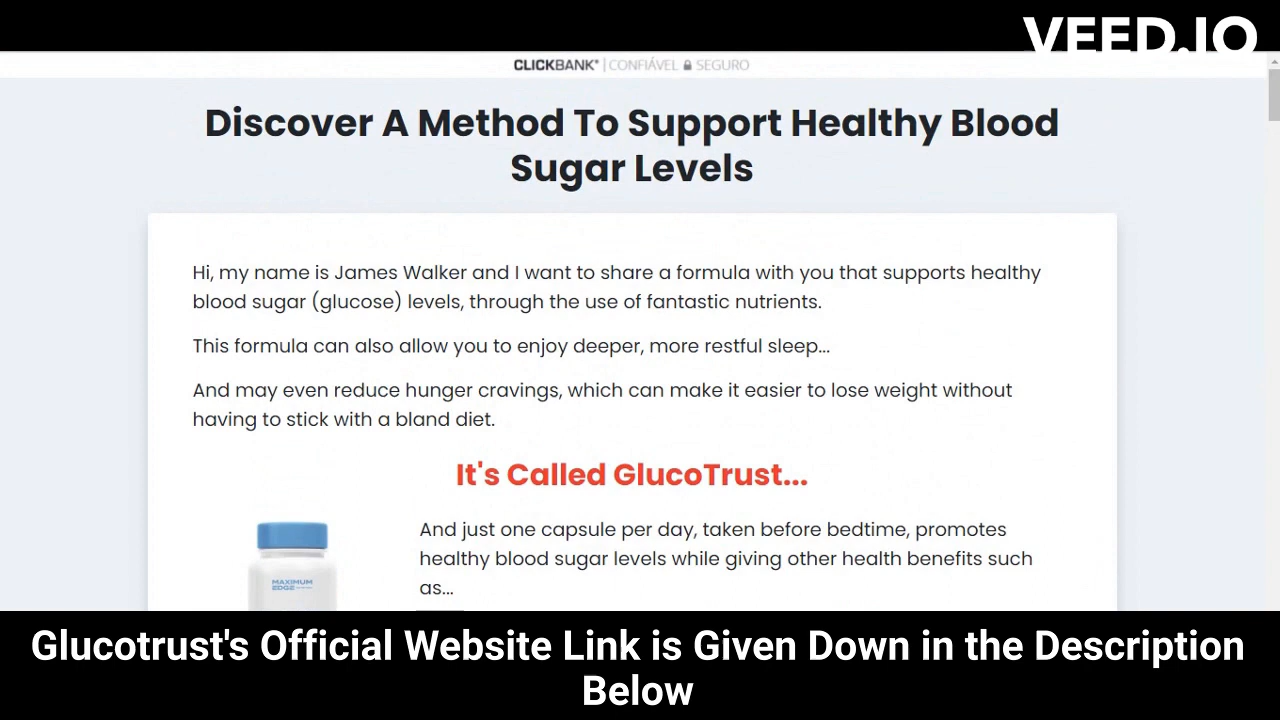 VEED.IO
CLICKBANK® | CONFIÁVEL SEGURO
Discover A Method To Support Healthy Blood
Sugar Levels
Hi, my name is James Walker and I want to share a formula with you that supports healthy
blood sugar (glucose) levels, through the use of fantastic nutrients.
This formula can also allow you to enjoy deeper, more restful sleep...
And may even reduce hunger cravings, which can make it easier to lose weight without
having to stick with a bland diet.
It's Called GlucoTrust...
And just one capsule per day, taken before bedtime, promotes
healthy blood sugar levels while giving other health benefits such
as...
MAXIMUM
EDGE
Glucotrust's Official Website Link is Given Down in the Description
Below